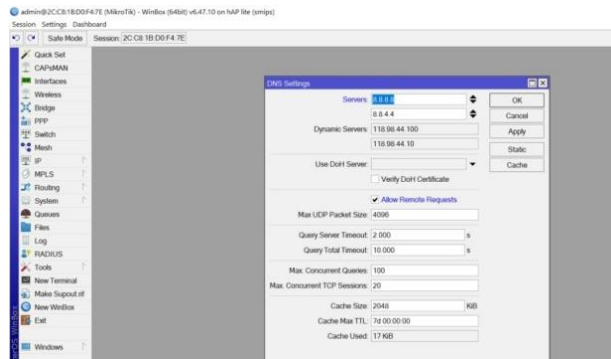 admin@2C:C8:1B:D0:F4:7E (MikroTik) - WinBox (64bit) v6.47.10 on hAP lite (smips)
Session Settings Dashboard
Safe Mode Session: 2C:C8:1B:D0:F4:7E
Quick Set
CAPsMAN
Interfaces
Wireless
Bridge
PPP
Switch
Mesh
IP
MPLS
Routing
System
Queues
Files
Log
RADIUS
Tools
New Terminal
Make Supout.rif
New WinBox
Exit
Windows
RouterOS WinBox
DNS Settings
Servers: 8.8.8.8
8.8.4.4
Dynamic Servers: 118.98.44.100
118.98.44.10
Use DoH Server:
Verify DoH Certificate
Allow Remote Requests
Max UDP Packet Size: 4096
Query Server Timeout: 2.000 s
Query Total Timeout: 10.000 s
Max. Concurrent Queries: 100
Max. Concurrent TCP Sessions: 20
Cache Size: 2048 KiB
Cache Max TTL: 7d 00:00:00
Cache Used: 17 KiB
OK
Cancel
Apply
Static
Cache